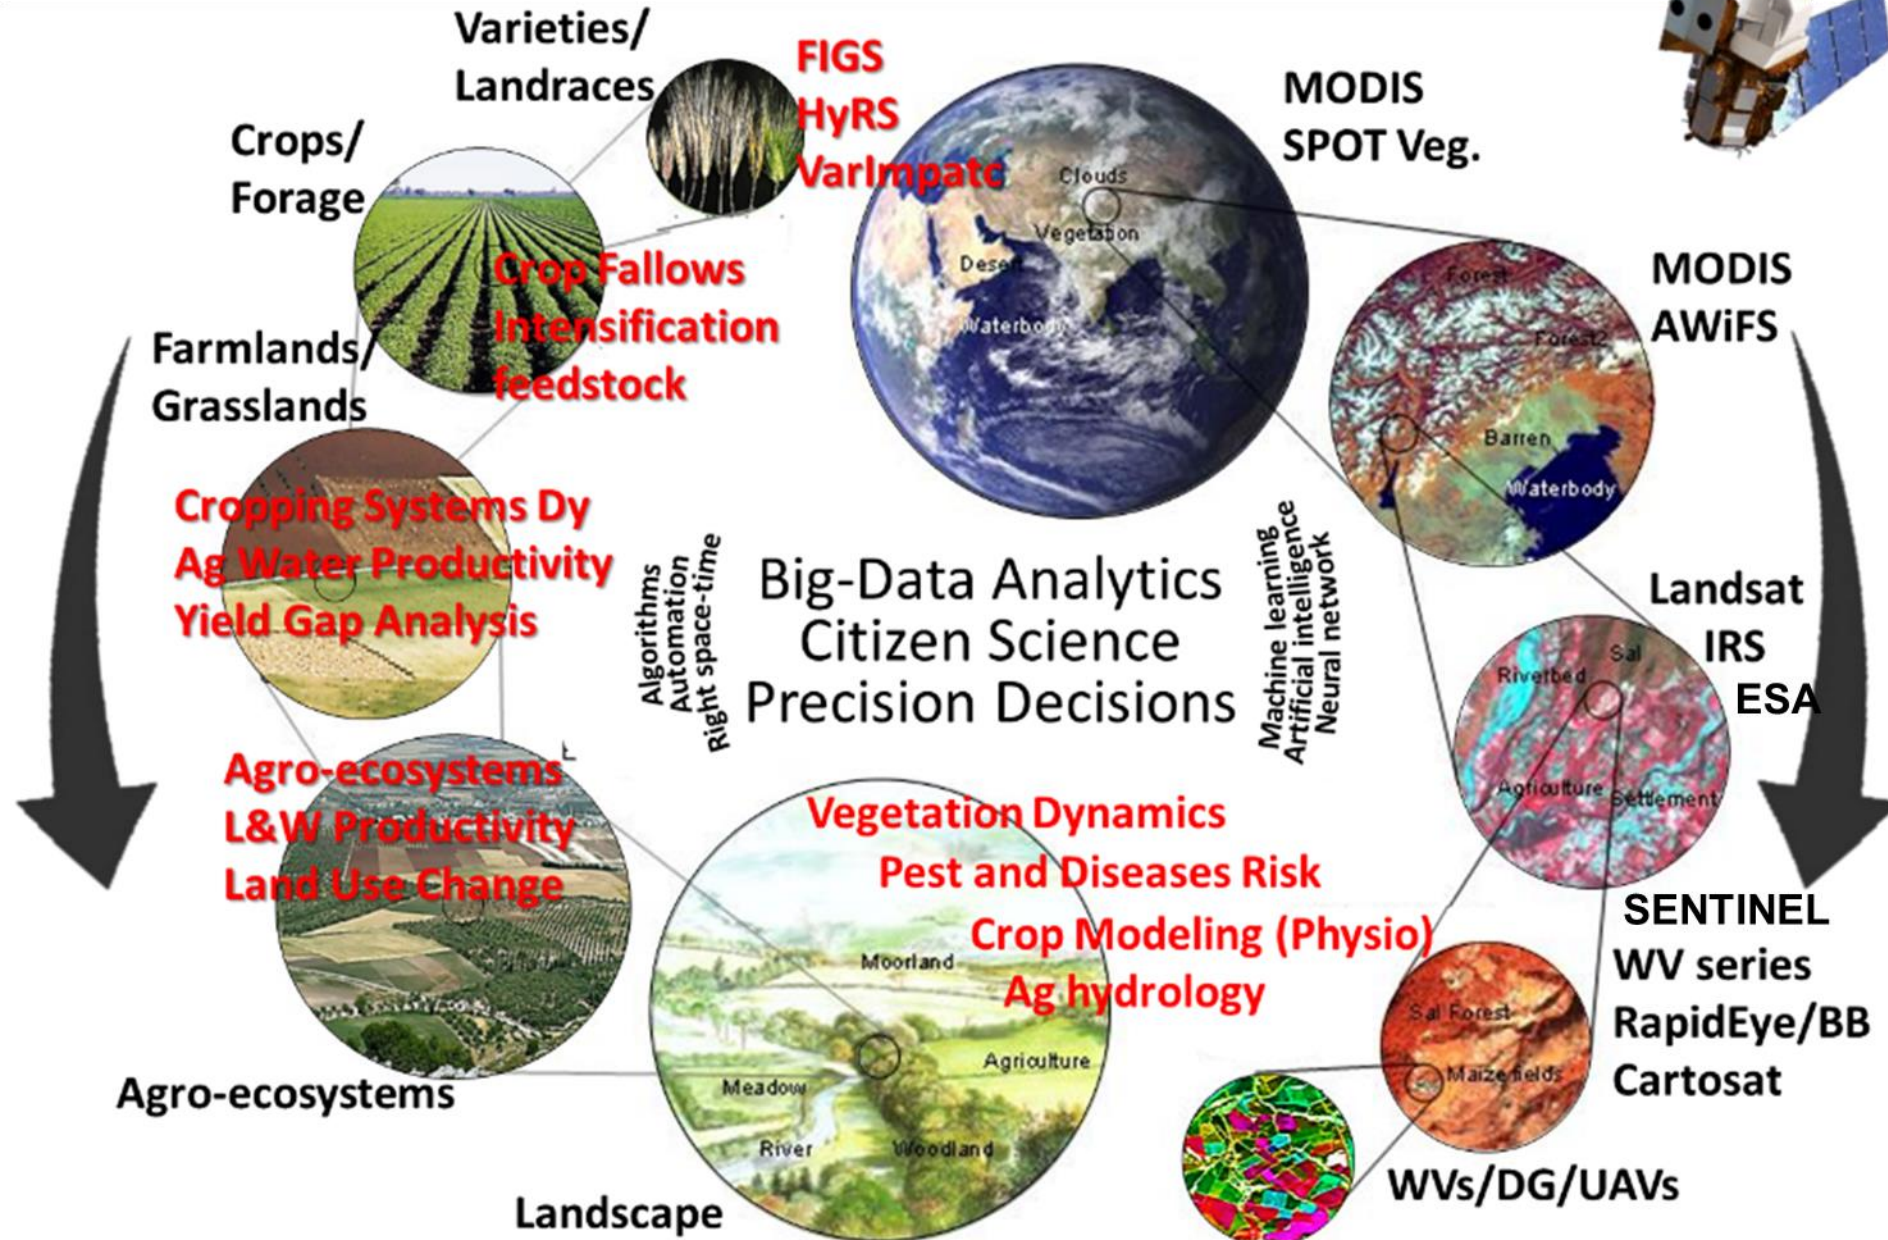 Varieties/
Landraces
FIGS
HyRS
VarImpatc
MODIS
SPOT Veg.
Crops/
Forage
Crop Fallows
Intensification
feedstock
Clouds
Vegetation
Desert
Waterbody
MODIS
AWiFS
Forest
Forest2
Barren
Waterbody
Farmlands/
Grasslands
Cropping Systems Dy
Ag Water Productivity
Yield Gap Analysis
Algorithms
Automation
Right space-time
Big-Data Analytics
Citizen Science
Precision Decisions
Machine learning
Artificial intelligence
Neural network
Landsat
IRS
ESA
Sal
Riverbed
Agriculture
Settlement
Agro-ecosystems
L&W Productivity
Land Use Change
Agro-ecosystems
Vegetation Dynamics
Pest and Diseases Risk
Crop Modeling (Physio)
Ag hydrology
Moorland
Agriculture
Meadow
River
Woodland
Landscape
SENTINEL
WV series
RapidEye/BB
Cartosat
Sal Forest
Maize fields
WVs/DG/UAVs